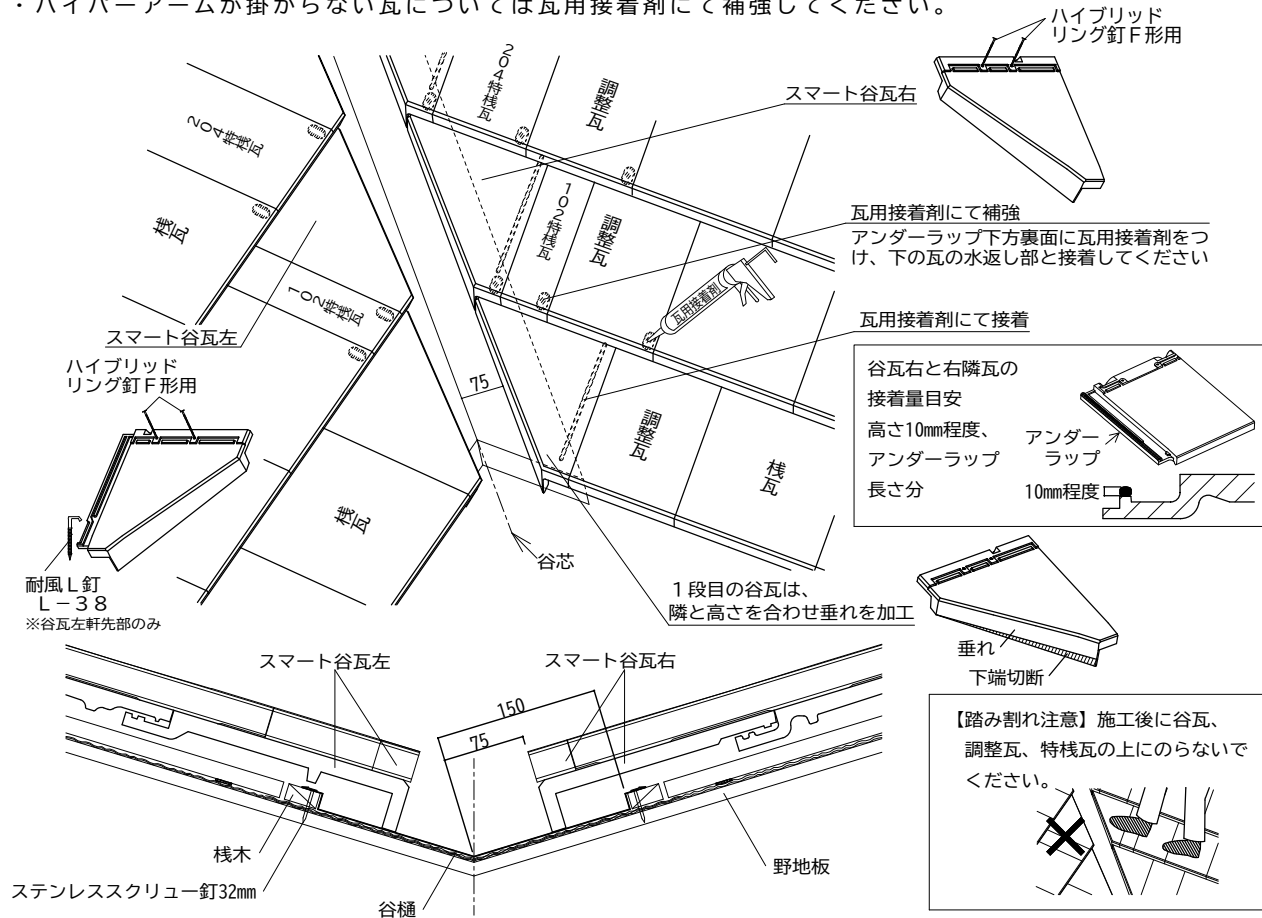 ・ハイパーアームが掛からない瓦については瓦用接着剤にて補強してください。
ハイブリッド
リング釘Ｆ形用
スマート谷瓦右
204特桟瓦
調整瓦
204特桟瓦
桟瓦
102特桟瓦
調整瓦
瓦用接着剤にて補強
アンダーラップ下方裏面に瓦用接着剤をつ
け、下の瓦の水返し部と接着してください
瓦用接着剤
102特桟瓦
スマート谷瓦左
瓦用接着剤にて接着
ハイブリッド
リング釘Ｆ形用
75
調整瓦
桟瓦
谷瓦右と右隣瓦の
接着量目安
高さ10mm程度、
アンダーラップ
長さ分
アンダー
ラップ
10mm程度
桟瓦
谷芯
耐風Ｌ釘
Ｌ－３８
※谷瓦左軒先部のみ
１段目の谷瓦は、
隣と高さを合わせ垂れを加工
垂れ
下端切断
スマート谷瓦左
スマート谷瓦右
150
75
桟木
ステンレススクリュー釘32mm
谷樋
野地板
【踏み割れ注意】施工後に谷瓦、
調整瓦、特桟瓦の上にのらないで
ください。